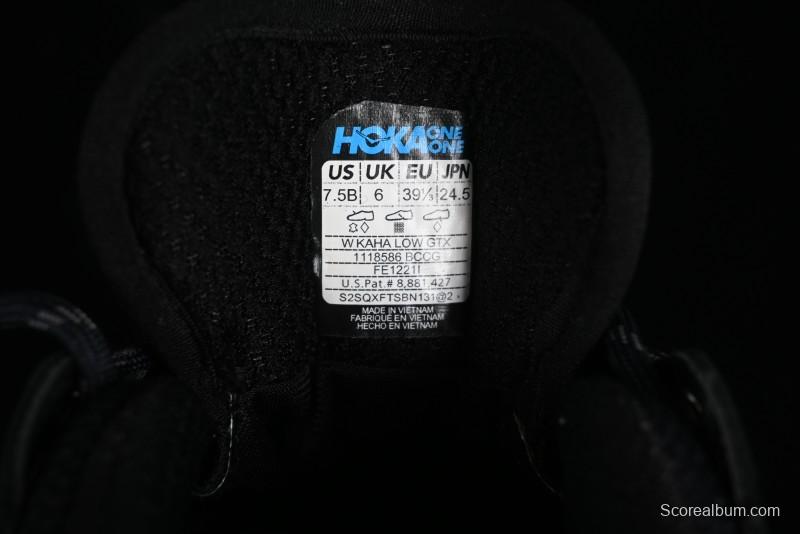 HOKA ONE ONE
US UK EU JPN
7.5B 6 39⅓ 24.5
W KAHA LOW GTX
1118586 BCCG
FE1221I
U.S.Pat.# 8,881,427
S2SQXFTSBN131@2
MADE IN VIETNAM
FABRIQUÉ EN VIETNAM
HECHO EN VIETNAM
Scorealbum.com